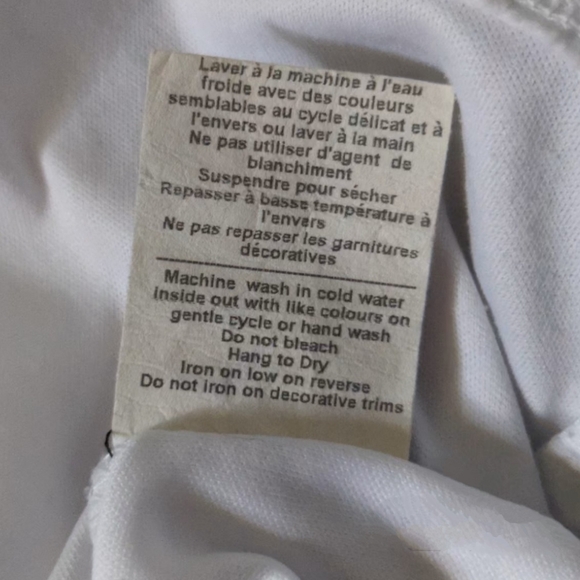 Laver à la machine à l'eau
froide avec des couleurs
semblables au cycle délicat et à
l'envers ou laver à la main
Ne pas utiliser d'agent de
blanchiment
Suspendre pour sécher
Repasser à basse température à
l'envers
Ne pas repasser les garnitures
décoratives
Machine wash in cold water
inside out with like colours on
gentle cycle or hand wash
Do not bleach
Hang to Dry
Iron on low on reverse
Do not iron on decorative trims